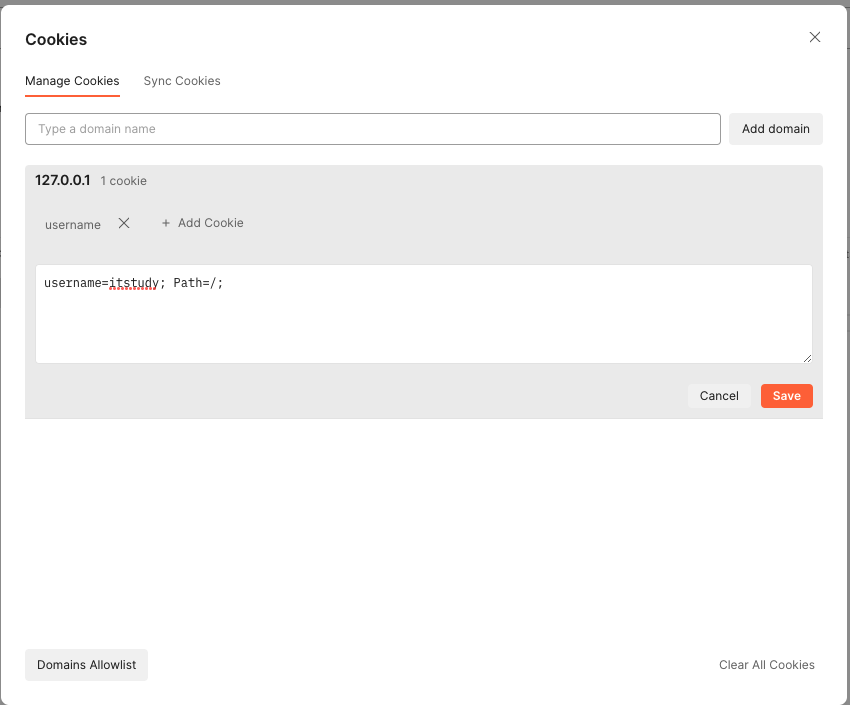 Cookies
Manage Cookies Sync Cookies
Type a domain name Add domain
127.0.0.1 1 cookie
username + Add Cookie
username=itstudy; Path=/;
Cancel Save
Domains Allowlist Clear All Cookies